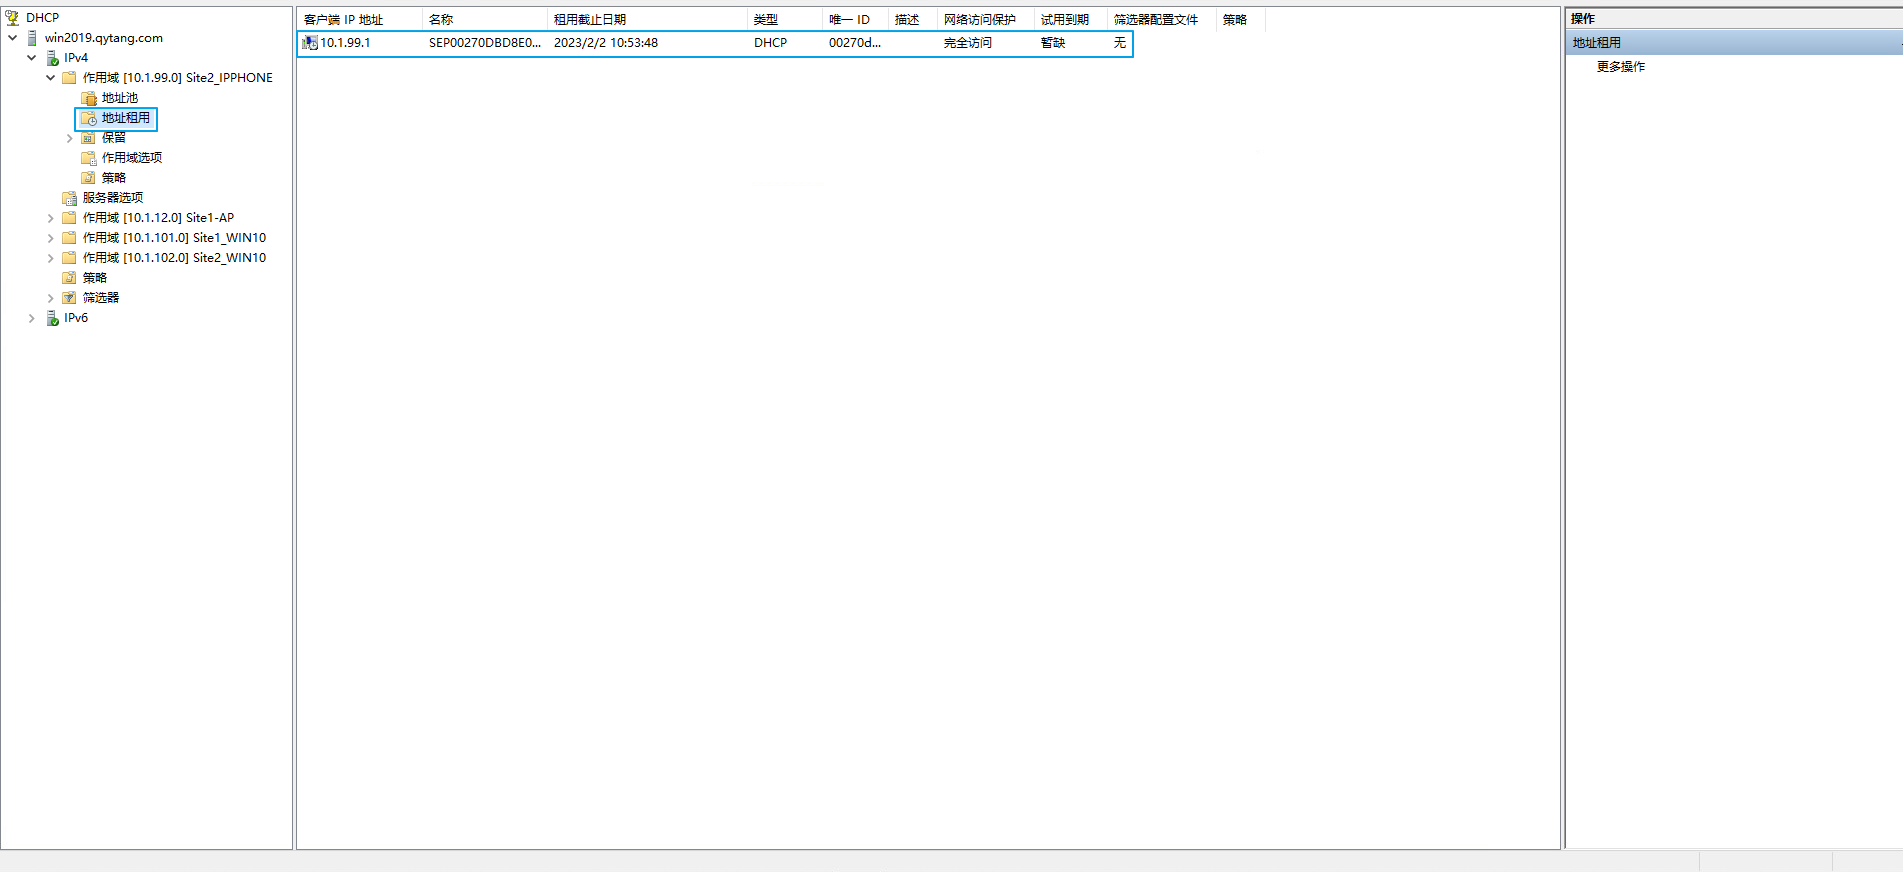 DHCP
win2019.qytang.com
IPv4
作用域 [10.1.99.0] Site2_IPPHONE
地址池
地址租用
保留
作用域选项
策略
服务器选项
作用域 [10.1.12.0] Site1-AP
作用域 [10.1.101.0] Site1_WIN10
作用域 [10.1.102.0] Site2_WIN10
策略
筛选器
IPv6
客户端 IP 地址 名称 租用截止日期 类型 唯一 ID 描述 网络访问保护 试用到期 筛选器配置文件 策略
10.1.99.1 SEP00270DBD8E0... 2023/2/2 10:53:48 DHCP 00270d... 完全访问 暂缺 无
操作
地址租用
更多操作